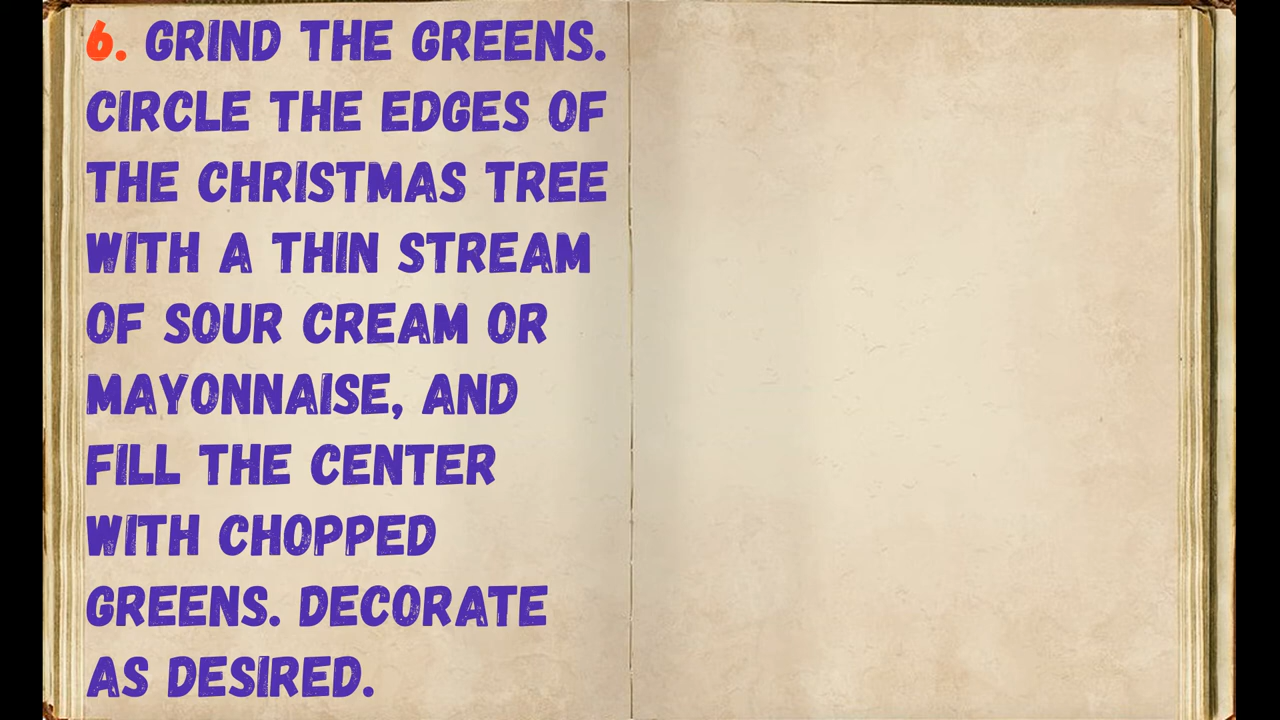 6. GRIND THE GREENS.
CIRCLE THE EDGES OF
THE CHRISTMAS TREE
WITH A THIN STREAM
OF SOUR CREAM OR
MAYONNAISE, AND
FILL THE CENTER
WITH CHOPPED
GREENS. DECORATE
AS DESIRED.